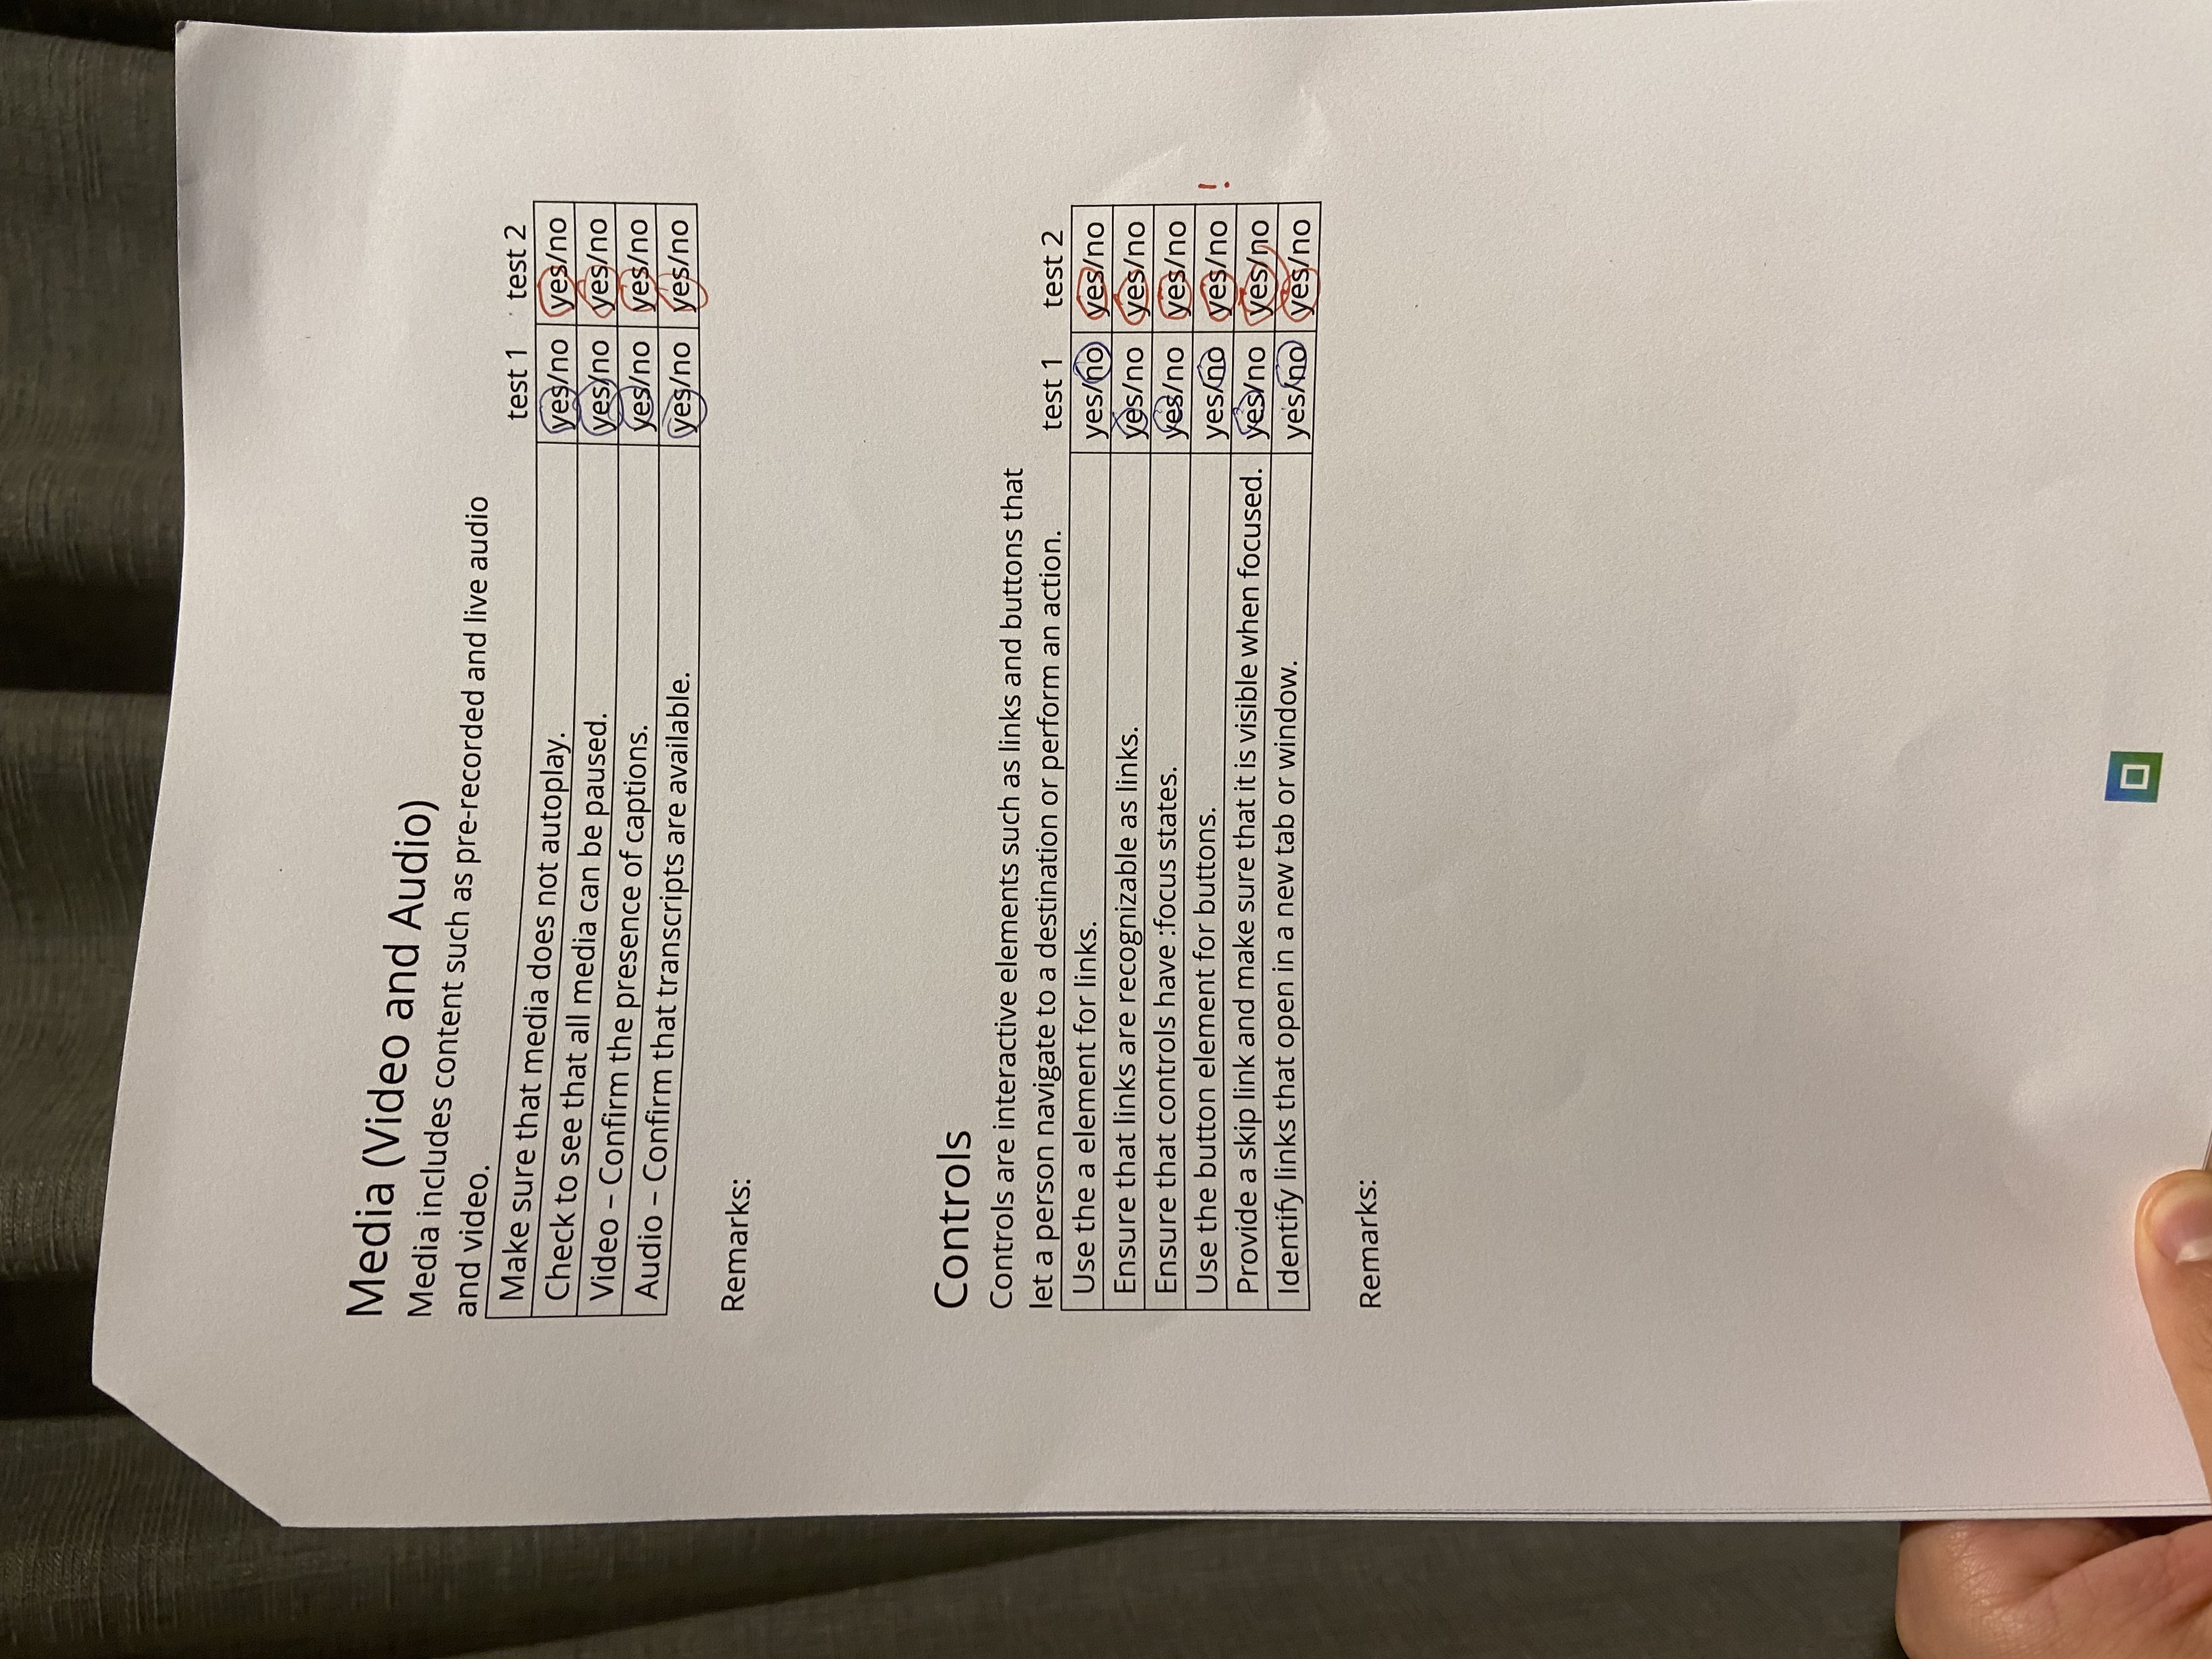 Media (Video and Audio)
Media includes content such as pre-recorded and live audio
and video.
test 1 test 2
Make sure that media does not autoplay. yes/no yes/no
Check to see that all media can be paused. yes/no yes/no
Video – Confirm the presence of captions. yes/no yes/no
Audio – Confirm that transcripts are available. yes/no yes/no
Remarks:
Controls
Controls are interactive elements such as links and buttons that
let a person navigate to a destination or perform an action.
test 1 test 2
Use the a element for links. yes/no yes/no
Ensure that links are recognizable as links. yes/no yes/no
Ensure that controls have :focus states. yes/no yes/no
Use the button element for buttons. yes/no yes/no !
Provide a skip link and make sure that it is visible when focused. yes/no yes/no
Identify links that open in a new tab or window. yes/no yes/no
Remarks: